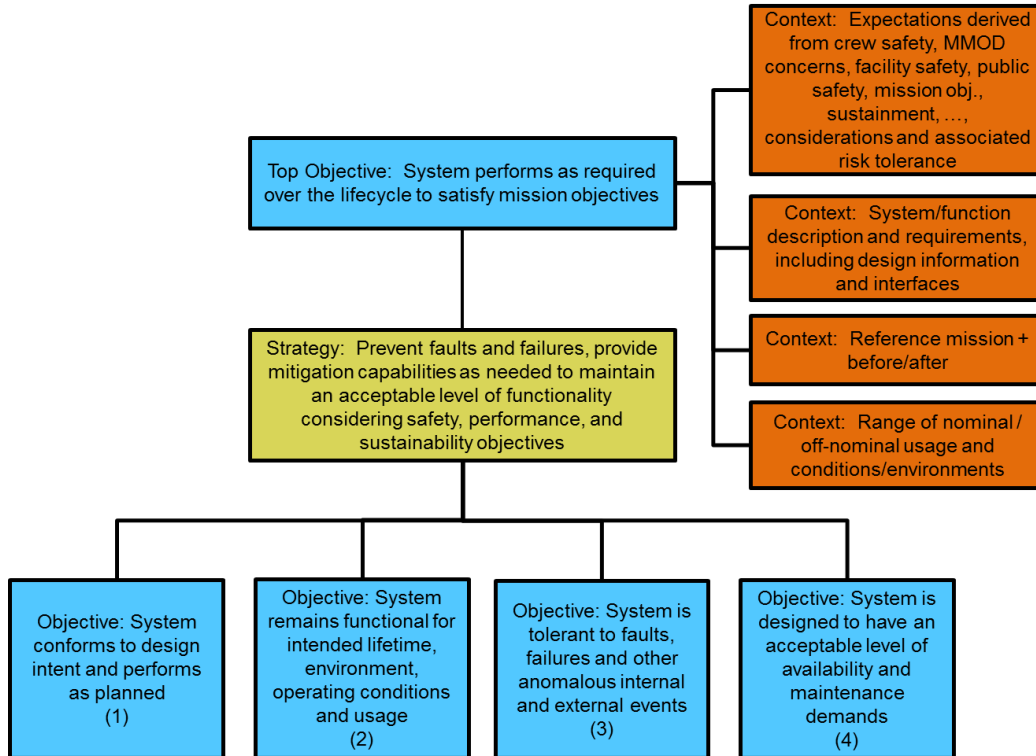 Context:  Expectations derived
from crew safety, MMOD
concerns, facility safety, public
safety, mission obj.,
sustainment, …,
considerations and associated
risk tolerance
Top Objective:  System performs as required
over the lifecycle to satisfy mission objectives
Context:  System/function
description and requirements,
including design information
and interfaces
Context:  Reference mission +
before/after
Context:  Range of nominal /
off-nominal usage and
conditions/environments
Strategy:  Prevent faults and failures, provide
mitigation capabilities as needed to maintain
an acceptable level of functionality
considering safety, performance, and
sustainability objectives
Objective: System
conforms to design
intent and performs
as planned
(1)
Objective: System
remains functional for
intended lifetime,
environment,
operating conditions
and usage
(2)
Objective: System is
tolerant to faults,
failures and other
anomalous internal
and external events
(3)
Objective: System is
designed to have an
acceptable level of
availability and
maintenance
demands
(4)